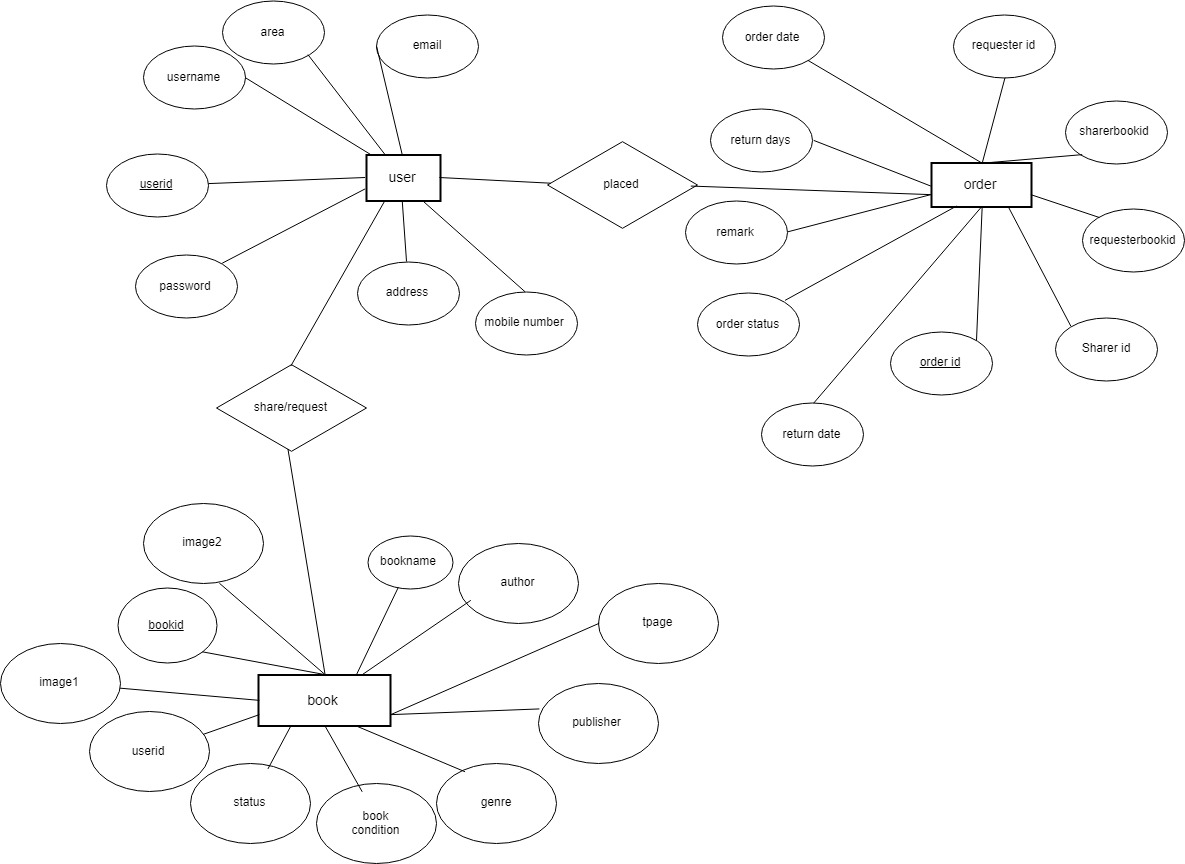 area
email
username
userid
user
password
address
mobile number
placed
order date
requester id
return days
sharerbookid
order
remark
requesterbookid
order status
order id
Sharer id
return date
share/request
image2
bookname
author
bookid
tpage
image1
book
userid
publisher
status
book
condition
genre